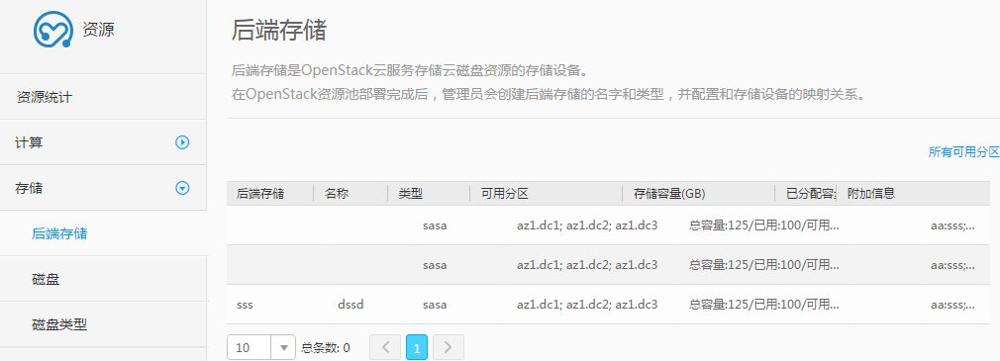 资源
资源统计
计算
存储
后端存储
磁盘
磁盘类型
后端存储
后端存储是OpenStack云服务存储云磁盘资源的存储设备。
在OpenStack资源池部署完成后，管理员会创建后端存储的名字和类型，并配置和存储设备的映射关系。
所有可用分区
后端存储 名称 类型 可用分区 存储容量(GB) 已分配容 附加信息
sasa az1.dc1; az1.dc2; az1.dc3 总容量:125/已用:100/可用... aa:sss;...
sasa az1.dc1; az1.dc2; az1.dc3 总容量:125/已用:100/可用... aa:sss;...
sss dssd sasa az1.dc1; az1.dc2; az1.dc3 总容量:125/已用:100/可用... aa:sss;...
10 总条数: 0 1